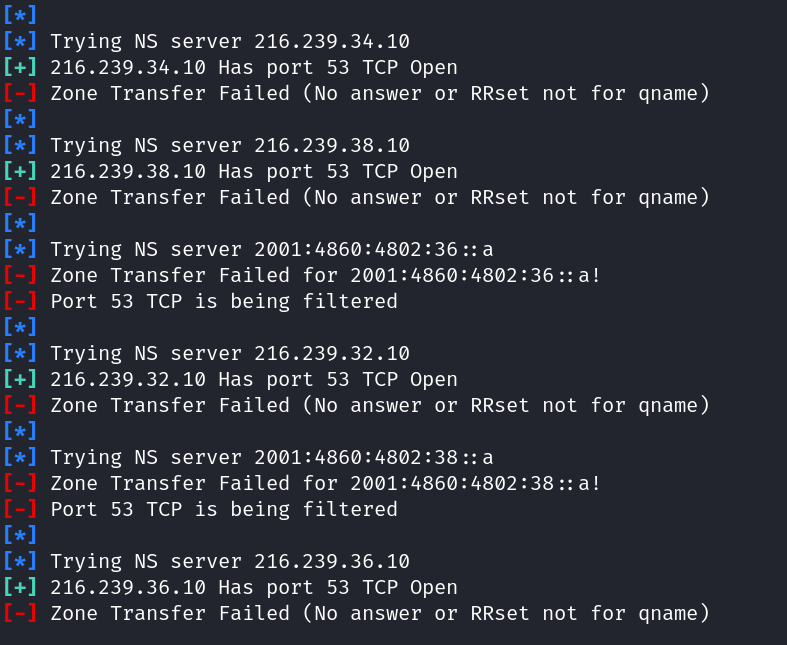 [*]
[*] Trying NS server 216.239.34.10
[+] 216.239.34.10 Has port 53 TCP Open
[-] Zone Transfer Failed (No answer or RRset not for qname)
[*]
[*] Trying NS server 216.239.38.10
[+] 216.239.38.10 Has port 53 TCP Open
[-] Zone Transfer Failed (No answer or RRset not for qname)
[*]
[*] Trying NS server 2001:4860:4802:36::a
[-] Zone Transfer Failed for 2001:4860:4802:36::a!
[-] Port 53 TCP is being filtered
[*]
[*] Trying NS server 216.239.32.10
[+] 216.239.32.10 Has port 53 TCP Open
[-] Zone Transfer Failed (No answer or RRset not for qname)
[*]
[*] Trying NS server 2001:4860:4802:38::a
[-] Zone Transfer Failed for 2001:4860:4802:38::a!
[-] Port 53 TCP is being filtered
[*]
[*] Trying NS server 216.239.36.10
[+] 216.239.36.10 Has port 53 TCP Open
[-] Zone Transfer Failed (No answer or RRset not for qname)